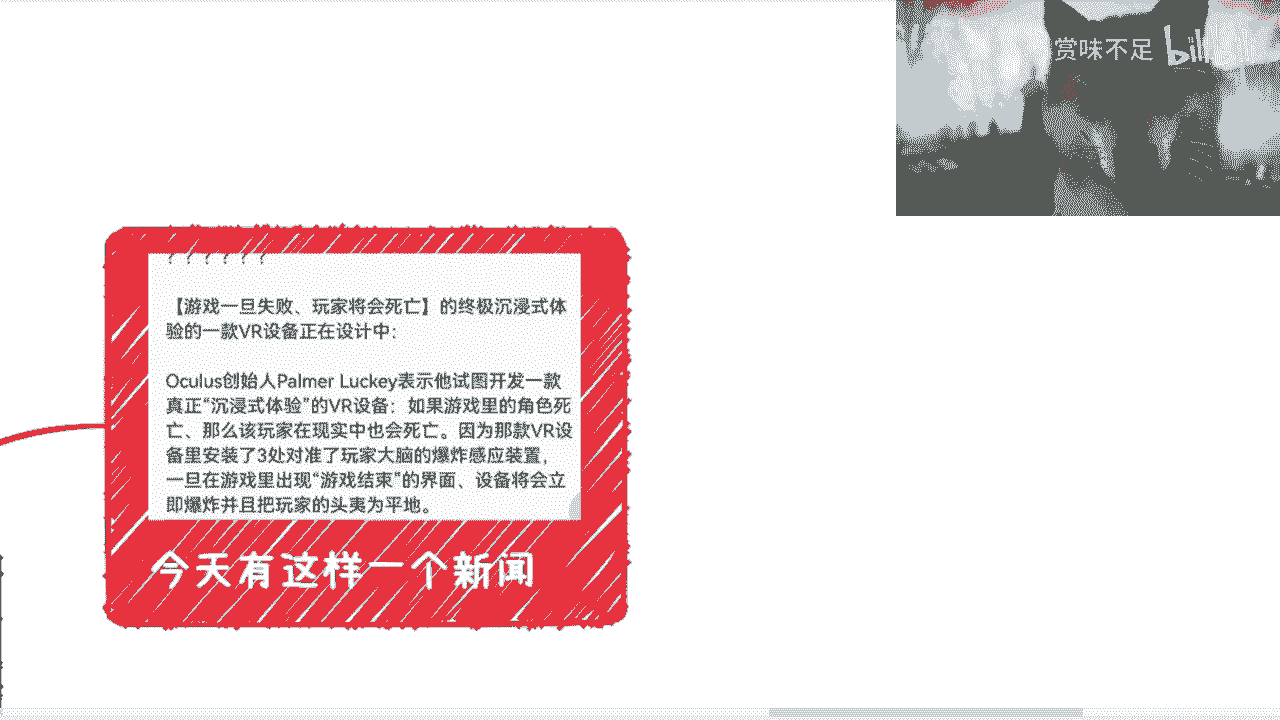 赏味不足 bilibili
【游戏一旦失败、玩家将会死亡】的终极沉浸式体
验的一款VR设备正在设计中：
Oculus创始人Palmer Luckey表示他试图开发一款
真正“沉浸式体验”的VR设备：如果游戏里的角色死
亡、那么该玩家在现实中也会死亡。因为那款VR设
备里安装了3处对准了玩家大脑的爆炸感应装置，
一旦在游戏里出现“游戏结束”的界面、设备将会立
即爆炸并且把玩家的头夷为平地。
今天有这样一个新闻